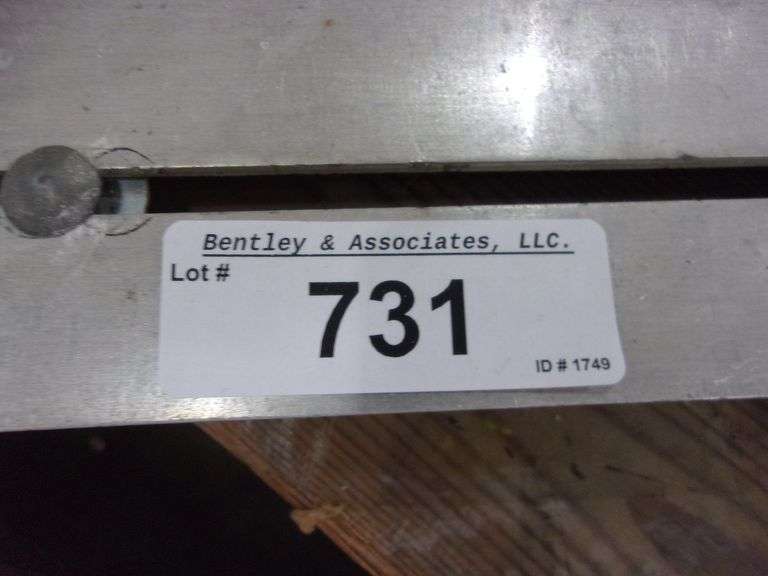 Bentley & Associates, LLC.
Lot #
731
ID # 1749